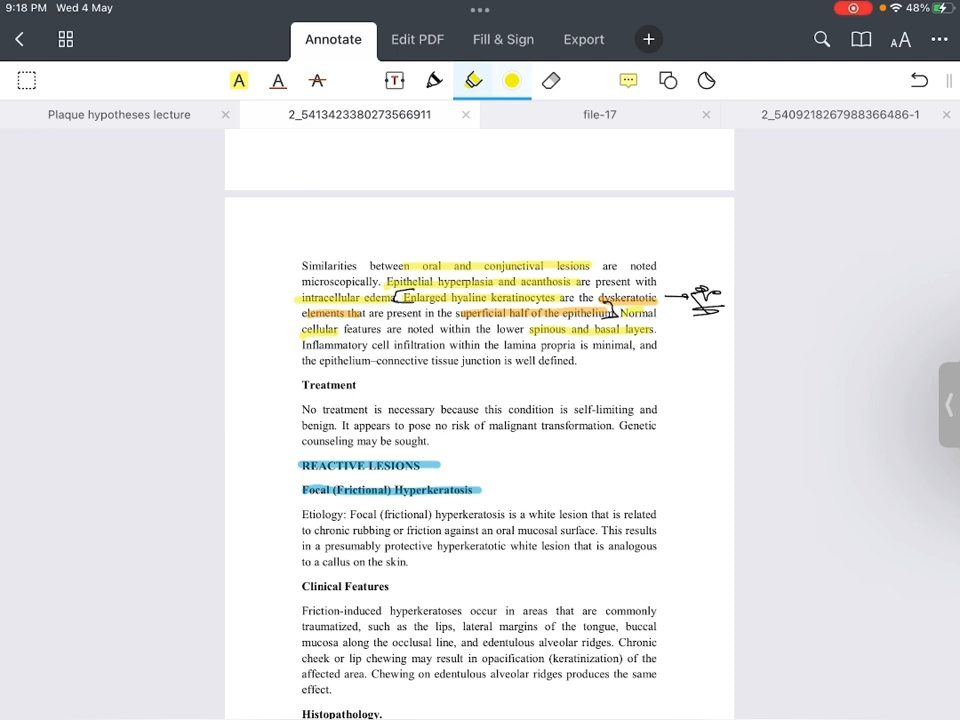 9:18 PM Wed 4 May
48%
Annotate
Edit PDF
Fill & Sign
Export
Plaque hypotheses lecture
2_5413423380273566911
file-17
2_5409218267988366486-1
Similarities between oral and conjunctival lesions are noted
microscopically. Epithelial hyperplasia and acanthosis are present with
intracellular edema. Enlarged hyaline keratinocytes are the dyskeratotic
elements that are present in the superficial half of the epithelium. Normal
cellular features are noted within the lower spinous and basal layers.
Inflammatory cell infiltration within the lamina propria is minimal, and
the epithelium–connective tissue junction is well defined.
Treatment
No treatment is necessary because this condition is self-limiting and
benign. It appears to pose no risk of malignant transformation. Genetic
counseling may be sought.
REACTIVE LESIONS
Focal (Frictional) Hyperkeratosis
Etiology: Focal (frictional) hyperkeratosis is a white lesion that is related
to chronic rubbing or friction against an oral mucosal surface. This results
in a presumably protective hyperkeratotic white lesion that is analogous
to a callus on the skin.
Clinical Features
Friction-induced hyperkeratoses occur in areas that are commonly
traumatized, such as the lips, lateral margins of the tongue, buccal
mucosa along the occlusal line, and edentulous alveolar ridges. Chronic
cheek or lip chewing may result in opacification (keratinization) of the
affected area. Chewing on edentulous alveolar ridges produces the same
effect.
Histopathology.